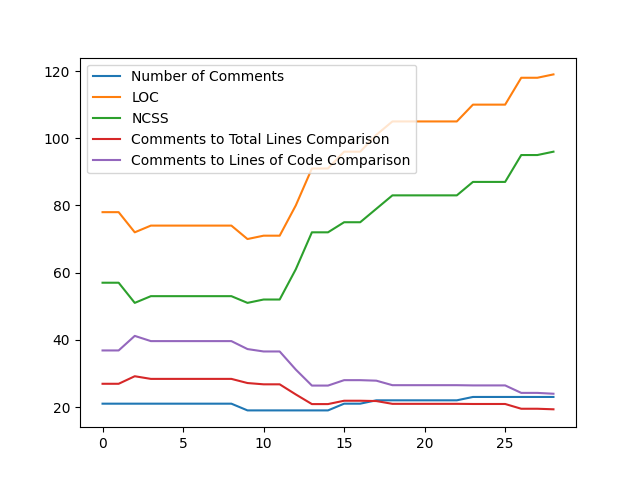 Number of Comments
LOC
NCSS
Comments to Total Lines Comparison
Comments to Lines of Code Comparison
120
100
80
60
40
20
0 5 10 15 20 25